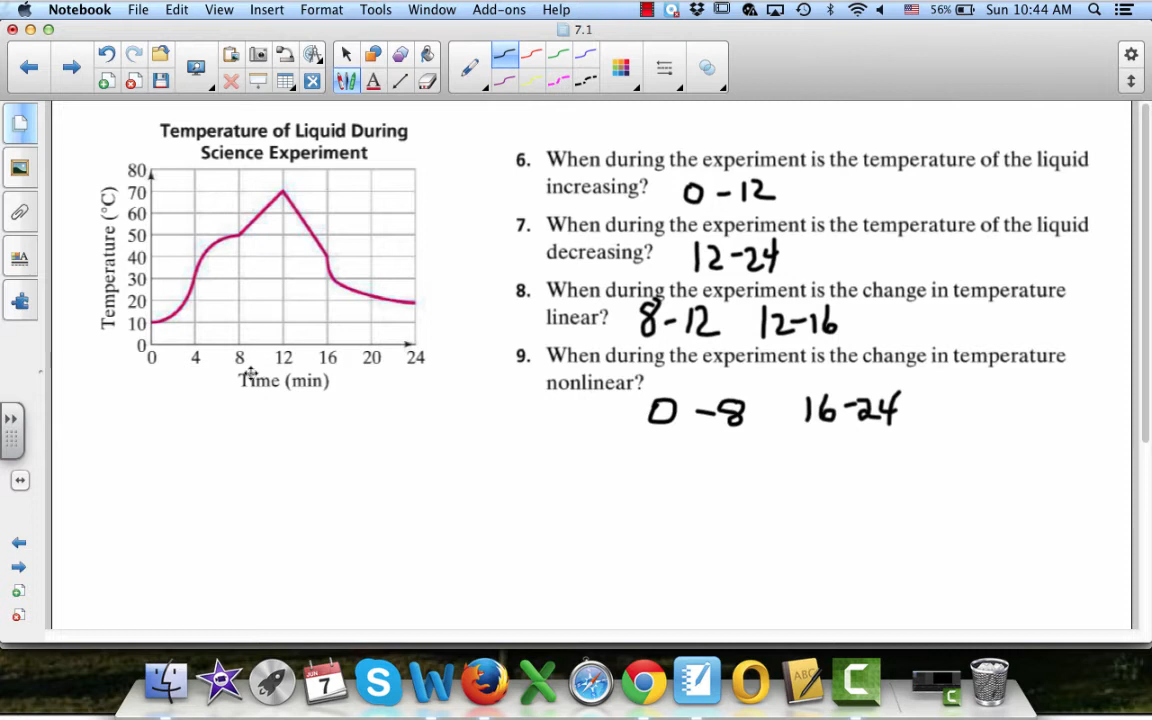 Notebook File Edit View Insert Format Tools Window Add-ons Help 56% Sun 10:44 AM
7.1
Temperature of Liquid During
Science Experiment
Temperature (°C)
80
70
60
50
40
30
20
10
0
0 4 8 12 16 20 24
Time (min)
6. When during the experiment is the temperature of the liquid
increasing? 0-12
7. When during the experiment is the temperature of the liquid
decreasing? 12-24
8. When during the experiment is the change in temperature
linear? 8-12 12-16
9. When during the experiment is the change in temperature
nonlinear?
0-8 16-24
JUN
7
ABC